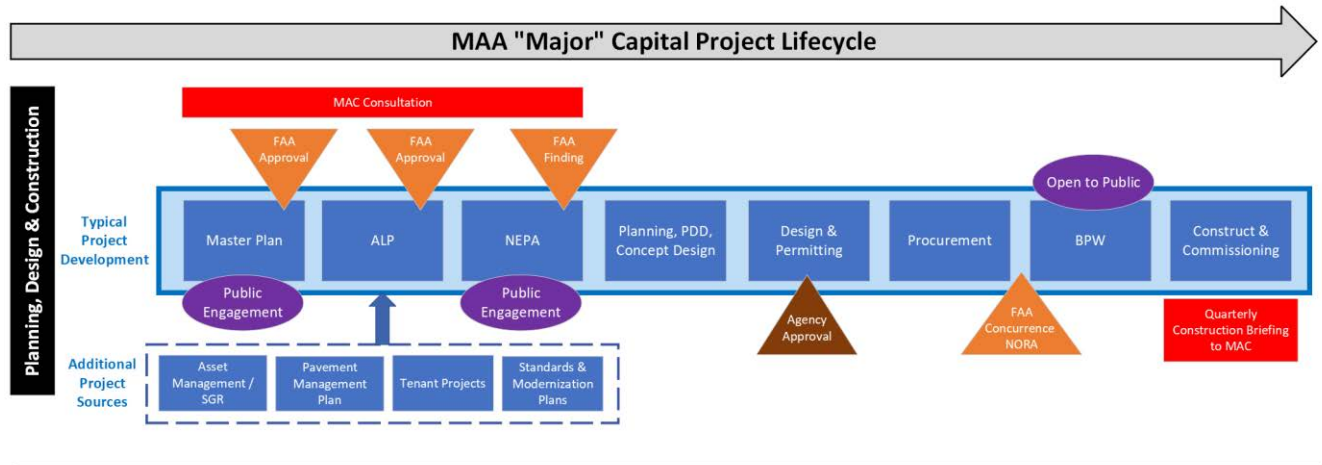 MAA "Major" Capital Project Lifecycle
Planning, Design & Construction
MAC Consultation
FAA
Approval
FAA
Approval
FAA
Finding
Open to Public
Typical
Project
Development
Master Plan
ALP
NEPA
Planning, PDD,
Concept Design
Design &
Permitting
Procurement
BPW
Construct &
Commissioning
Public
Engagement
Public
Engagement
Agency
Approval
FAA
Concurrence
NORA
Quarterly
Construction Briefing
to MAC
Additional
Project
Sources
Asset
Management /
SGR
Pavement
Management
Plan
Tenant Projects
Standards &
Modernization
Plans